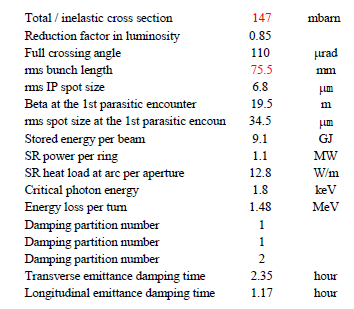 Total / inelastic cross section 147 mbarn
Reduction factor in luminosity 0.85
Full crossing angle 110 μrad
rms bunch length 75.5 mm
rms IP spot size 6.8 μm
Beta at the 1st parasitic encounter 19.5 m
rms spot size at the 1st parasitic encoun 34.5 μm
Stored energy per beam 9.1 GJ
SR power per ring 1.1 MW
SR heat load at arc per aperture 12.8 W/m
Critical photon energy 1.8 keV
Energy loss per turn 1.48 MeV
Damping partition number 1
Damping partition number 1
Damping partition number 2
Transverse emittance damping time 2.35 hour
Longitudinal emittance damping time 1.17 hour